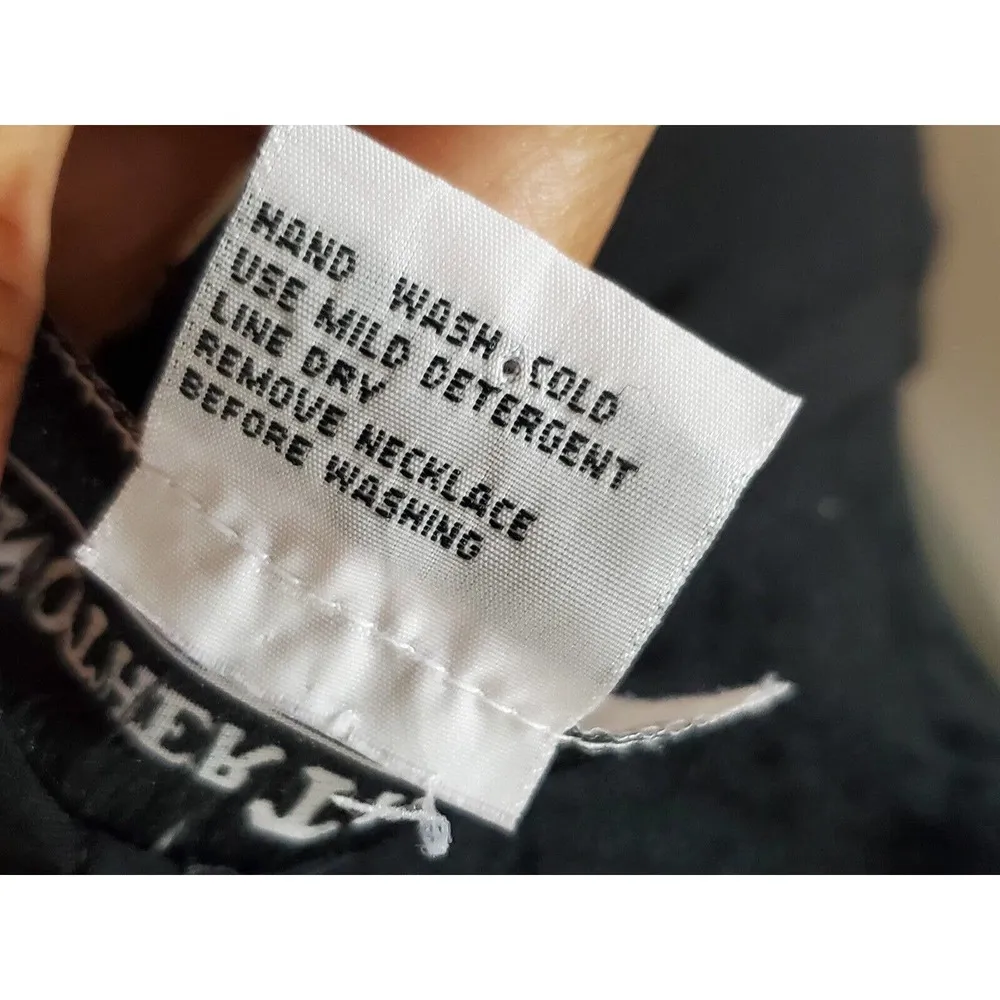 HAND WASH COLD
USE MILD DETERGENT
LINE DRY
REMOVE NECKLACE
BEFORE WASHING